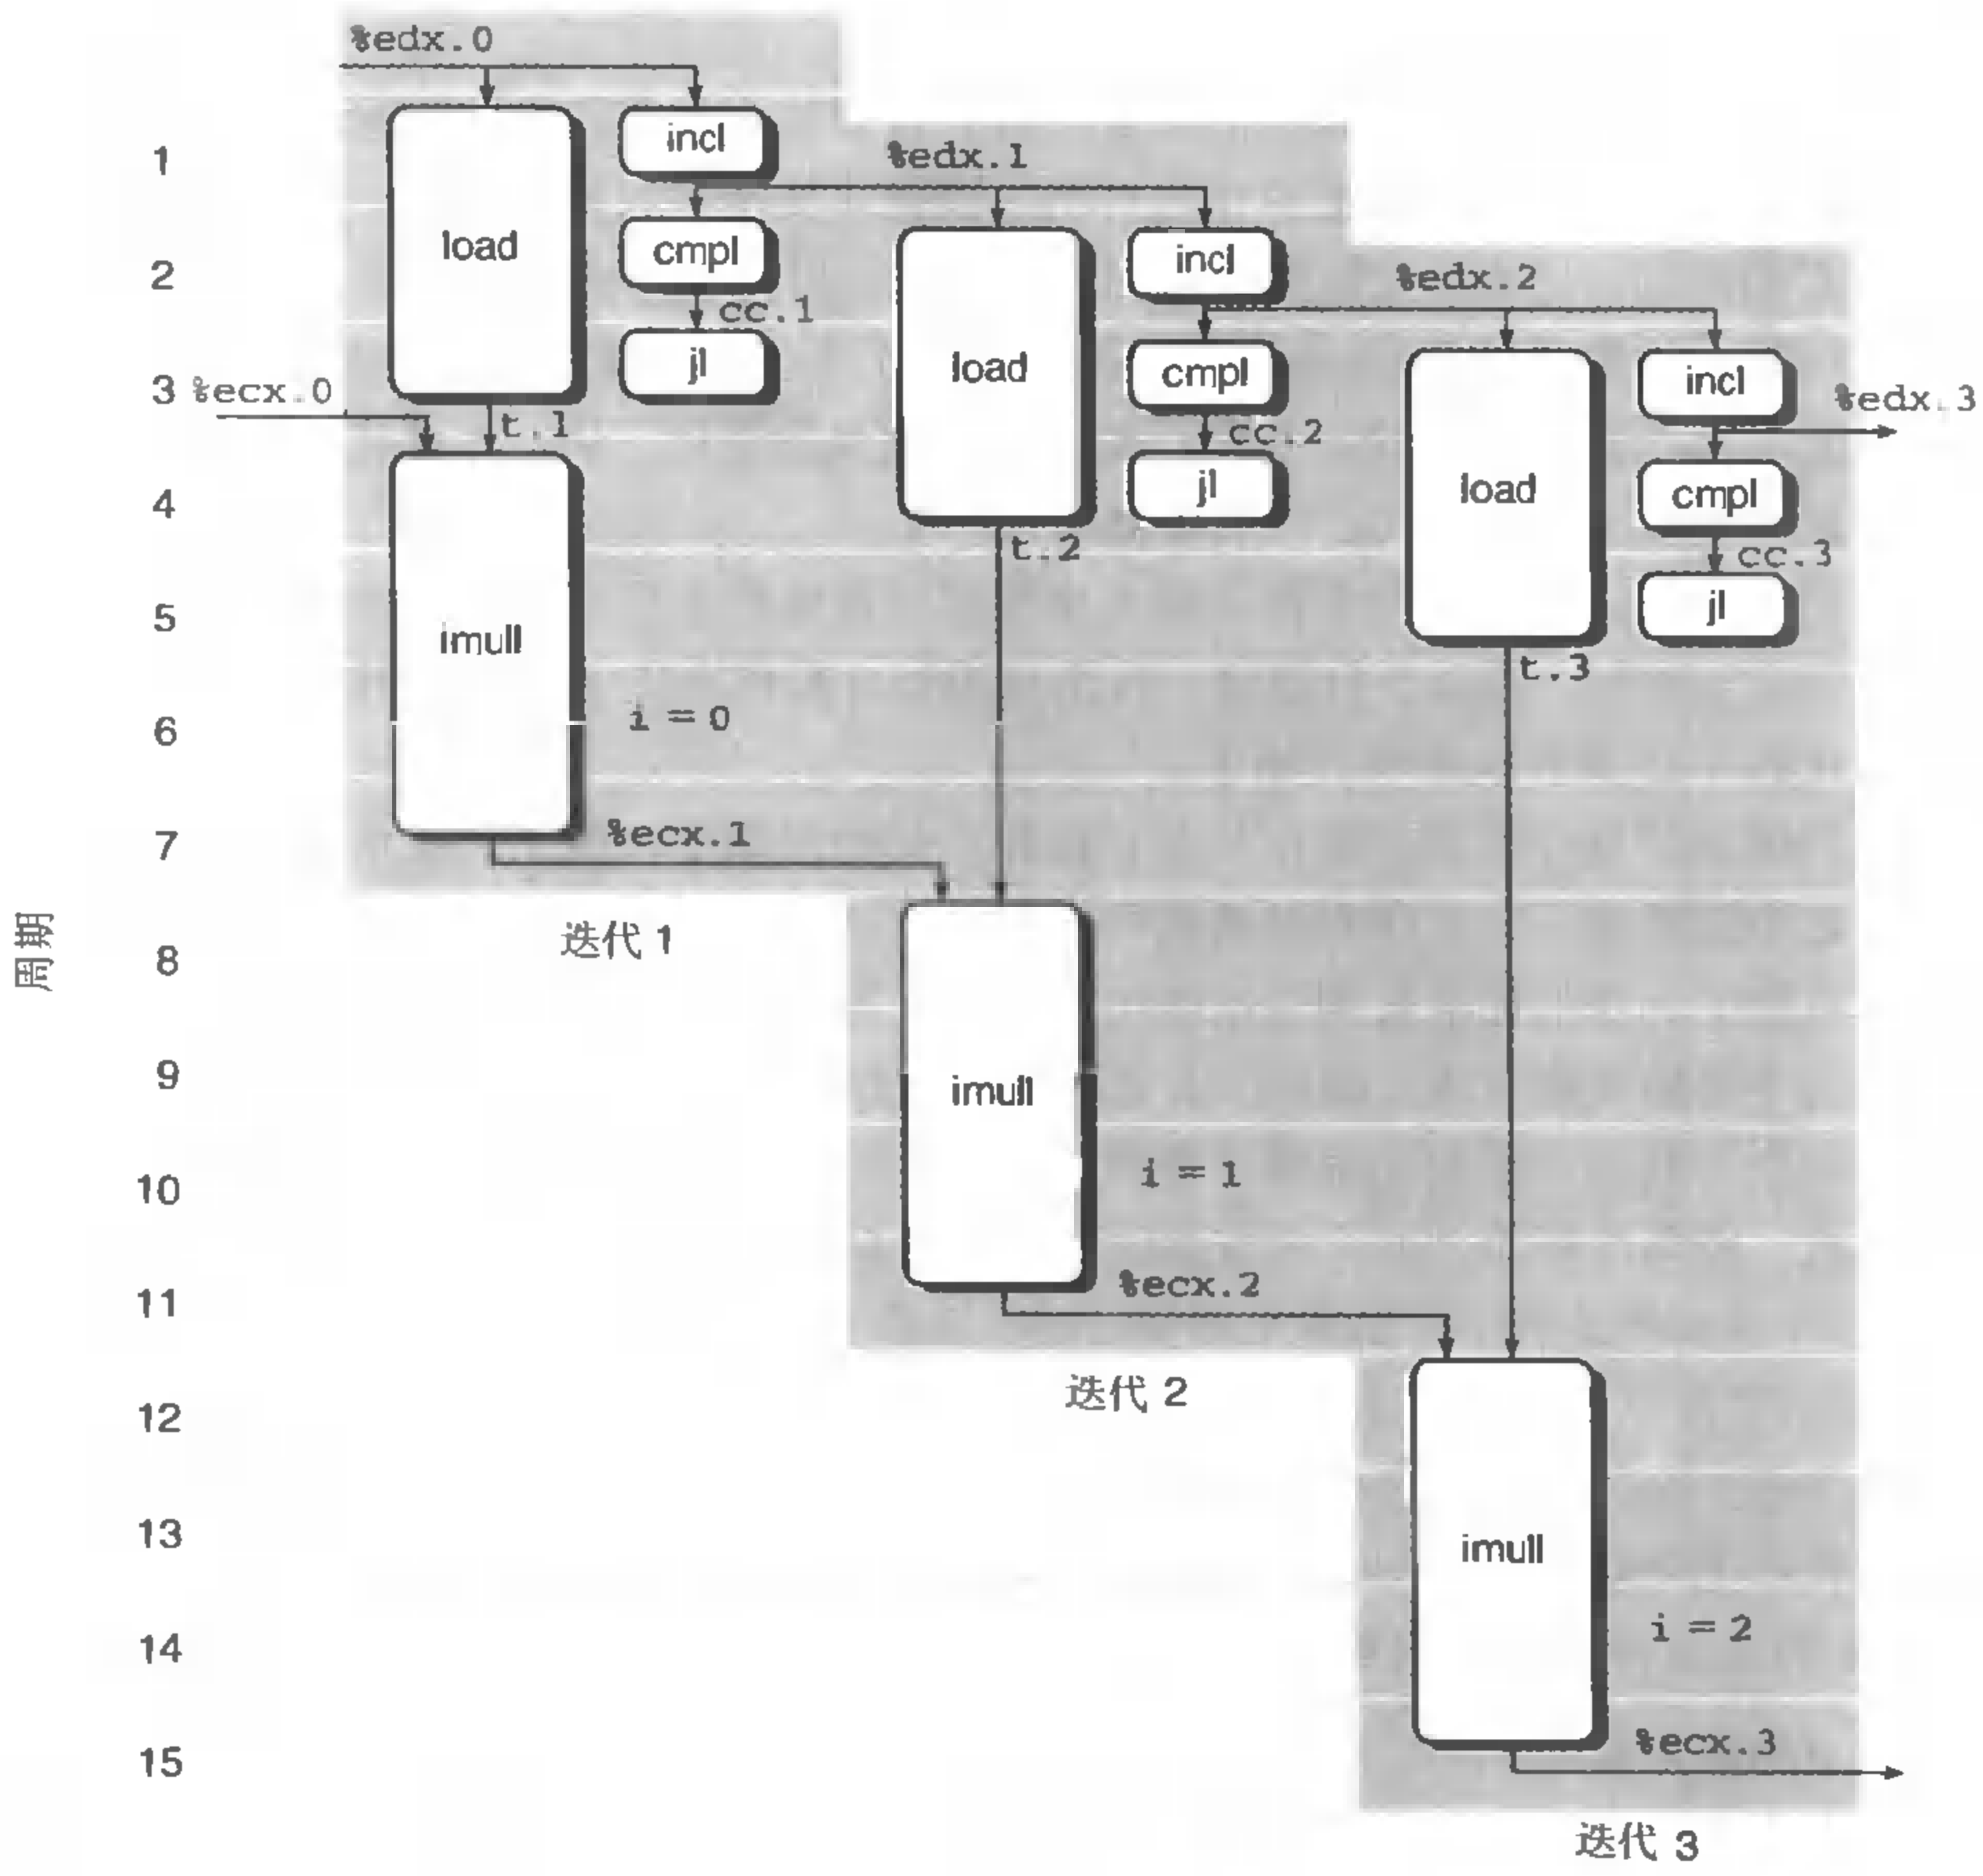 %edx.0
incl
1
%edx.1
load
cmpl
incl
2
%edx.2
cc.1
jl
load
cmpl
incl
3
%ecx.0
%edx.3
t.1
cc.2
jl
load
cmpl
4
t.2
cc.3
5
jl
imull
t.3
6
i = 0
7
%ecx.1
迭代 1
周期
8
9
imull
10
i = 1
11
%ecx.2
迭代 2
12
13
imull
14
i = 2
15
%ecx.3
迭代 3